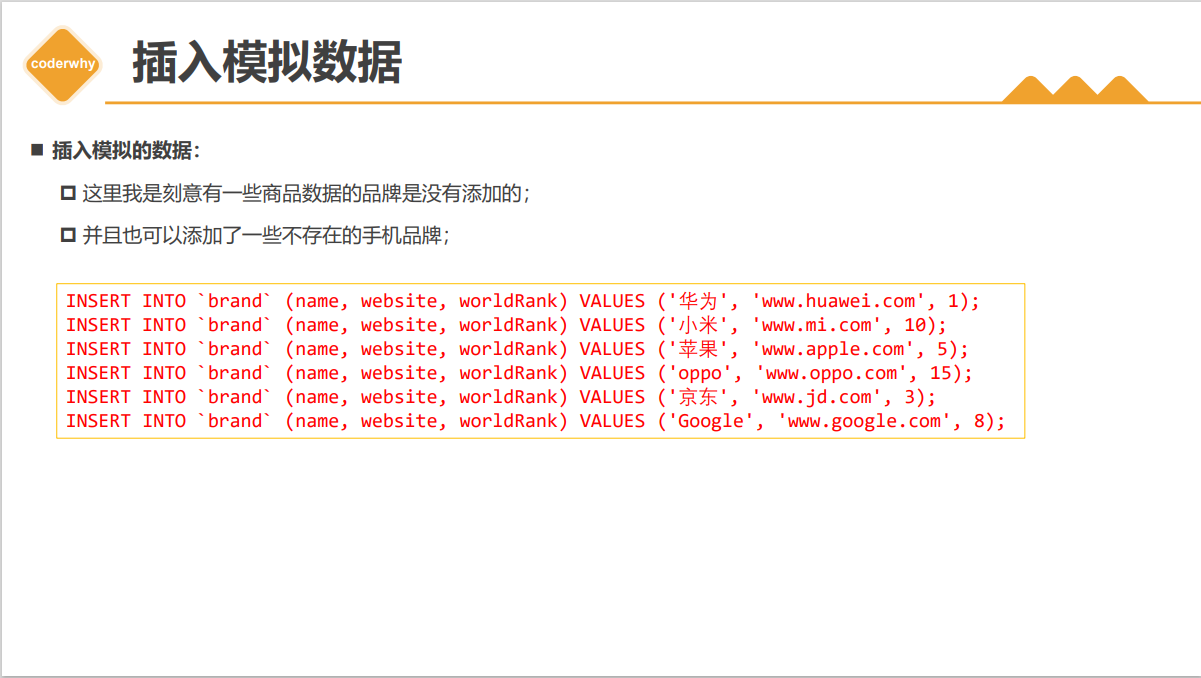 coderwhy
插入模拟数据
插入模拟的数据：
这里我是刻意有一些商品数据的品牌是没有添加的；
并且也可以添加了一些不存在的手机品牌；
INSERT INTO `brand` (name, website, worldRank) VALUES ('华为', 'www.huawei.com', 1);
INSERT INTO `brand` (name, website, worldRank) VALUES ('小米', 'www.mi.com', 10);
INSERT INTO `brand` (name, website, worldRank) VALUES ('苹果', 'www.apple.com', 5);
INSERT INTO `brand` (name, website, worldRank) VALUES ('oppo', 'www.oppo.com', 15);
INSERT INTO `brand` (name, website, worldRank) VALUES ('京东', 'www.jd.com', 3);
INSERT INTO `brand` (name, website, worldRank) VALUES ('Google', 'www.google.com', 8);